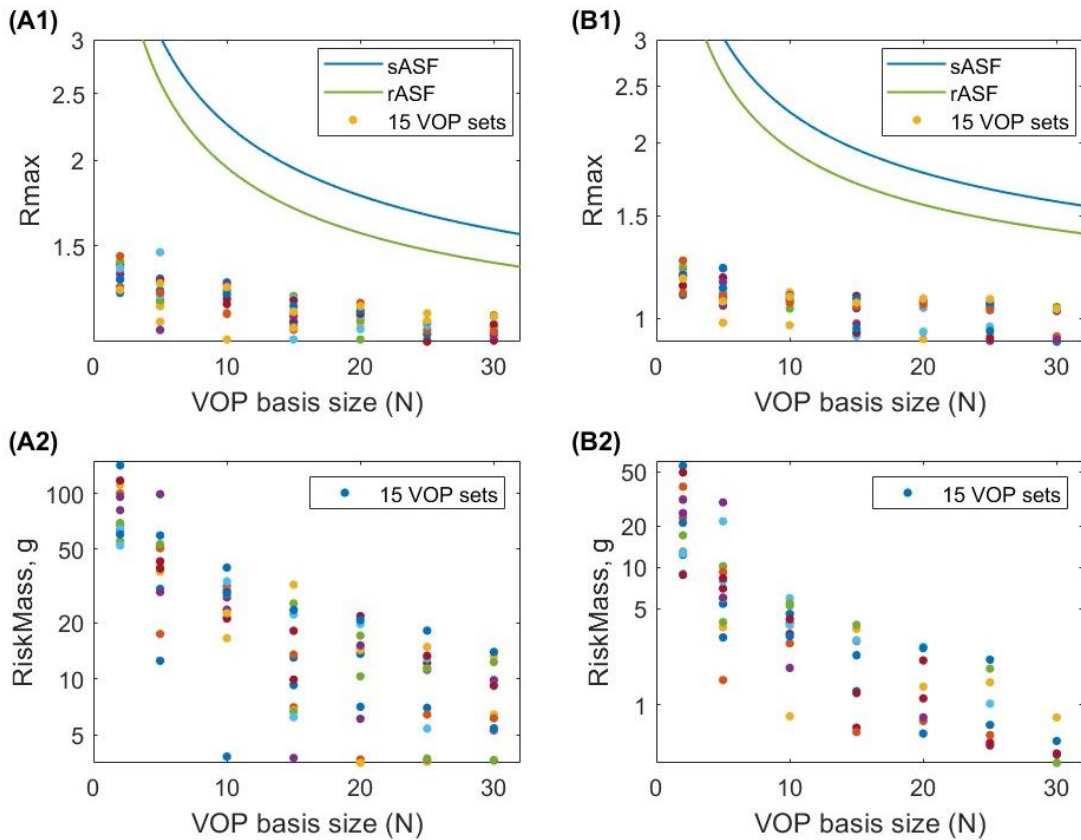 (A1)
3
2.5
2
1.5
Rmax
sASF
rASF
15 VOP sets
0 10 20 30
VOP basis size (N)
(B1)
3
2.5
2
1.5
1
Rmax
sASF
rASF
15 VOP sets
0 10 20 30
VOP basis size (N)
(A2)
100
50
20
10
5
RiskMass, g
15 VOP sets
0 10 20 30
VOP basis size (N)
(B2)
50
20
10
5
1
RiskMass, g
15 VOP sets
0 10 20 30
VOP basis size (N)